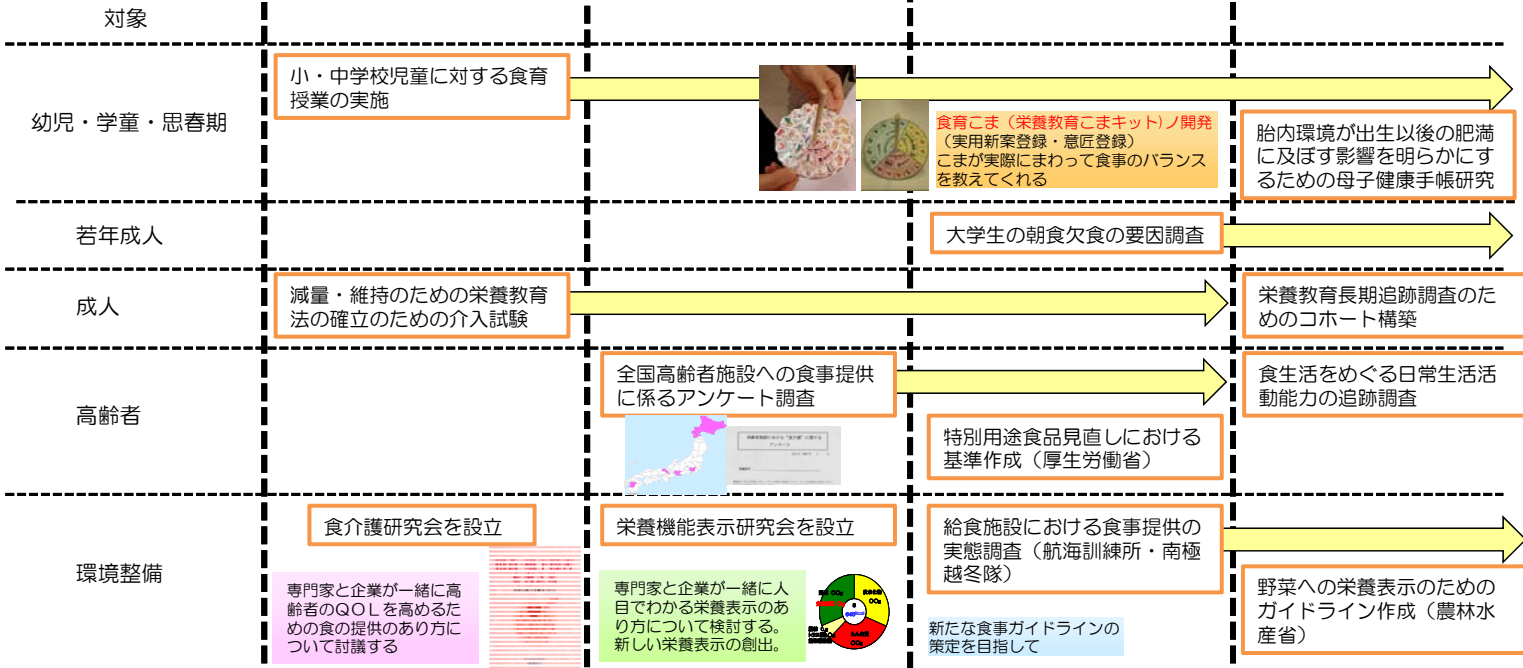 対象
幼児・学童・思春期
小・中学校児童に対する食育
授業の実施
食育こま（栄養教育こまキット)ノ開発
（実用新案登録・意匠登録）
こまが実際にまわって食事のバランス
を教えてくれる
胎内環境が出生以後の肥満
に及ぼす影響を明らかにす
るための母子健康手帳研究
若年成人
大学生の朝食欠食の要因調査
成人
減量・維持のための栄養教育
法の確立のための介入試験
栄養教育長期追跡調査のた
めのコホート構築
高齢者
全国高齢者施設への食事提供
に係るアンケート調査
食生活をめぐる日常生活活
動能力の追跡調査
アンケート
特別用途食品見直しにおける
基準作成（厚生労働省）
環境整備
食介護研究会を設立
専門家と企業が一緒に高
齢者のＱＯＬを高めるた
めの食の提供のあり方に
ついて討議する
栄養機能表示研究会を設立
専門家と企業が一緒に人
目でわかる栄養表示のあ
り方について検討する。
新しい栄養表示の創出。
給食施設における食事提供の
実態調査（航海訓練所・南極
越冬隊）
新たな食事ガイドラインの
策定を目指して
野菜への栄養表示のための
ガイドライン作成（農林水
産省）